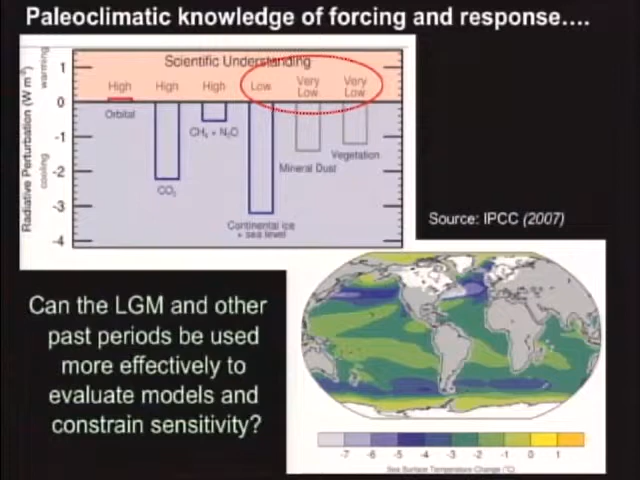 Paleoclimatic knowledge of forcing and response....
Scientific Understanding
High High High Low Very Low Very Low
Radiative Perturbation (W m⁻²)
cooling warming
1
0
-1
-2
-3
-4
Orbital
CO₂
CH₄ + N₂O
Continental ice
+ sea level
Mineral Dust
Vegetation
Source: IPCC (2007)
Can the LGM and other
past periods be used
more effectively to
evaluate models and
constrain sensitivity?
-7 -6 -5 -4 -3 -2 -1 0 1
Sea Surface Temperature Change (°C)